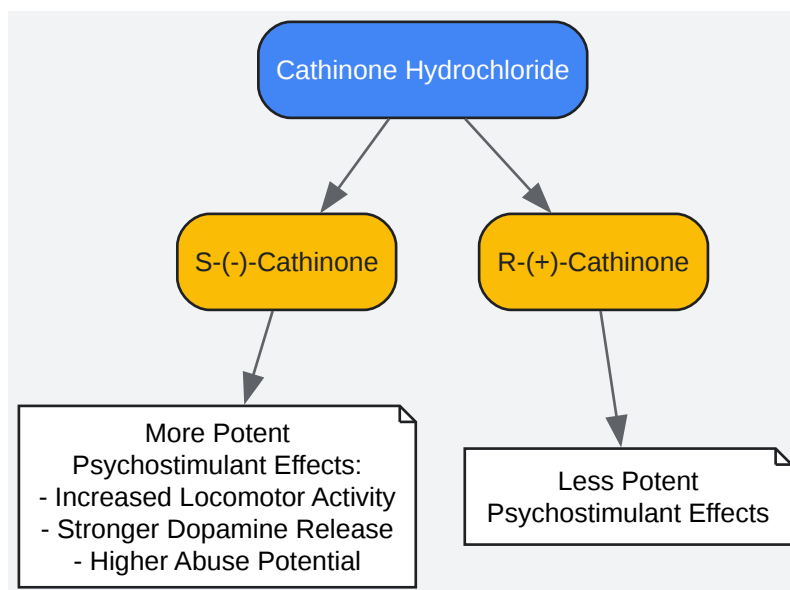 Cathinone Hydrochloride
S-(-)-Cathinone
R-(+)-Cathinone
More Potent
Psychostimulant Effects:
- Increased Locomotor Activity
- Stronger Dopamine Release
- Higher Abuse Potential
Less Potent
Psychostimulant Effects